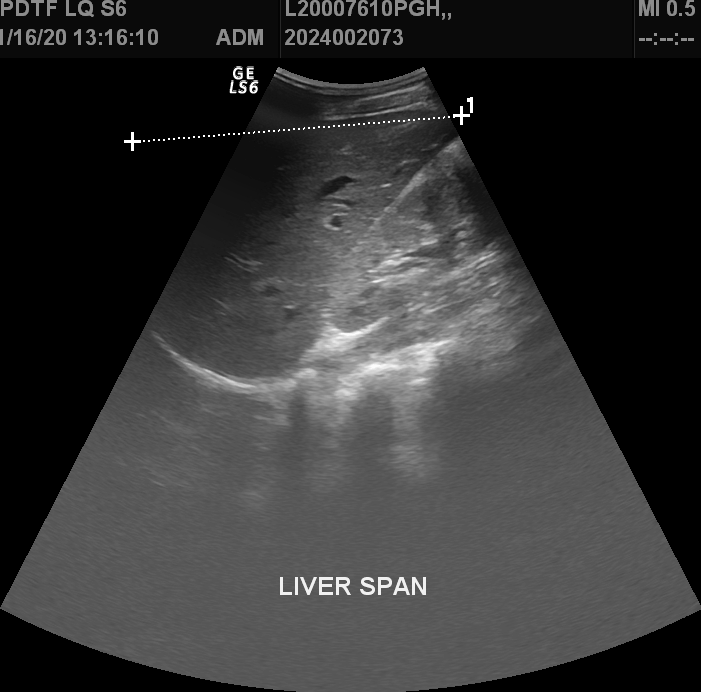 PDTF LQ S6
L20007610PGH,,
MI 0.5
1/16/20 13:16:10
ADM
2024002073
--:--:--
GE
LS6
1
LIVER SPAN